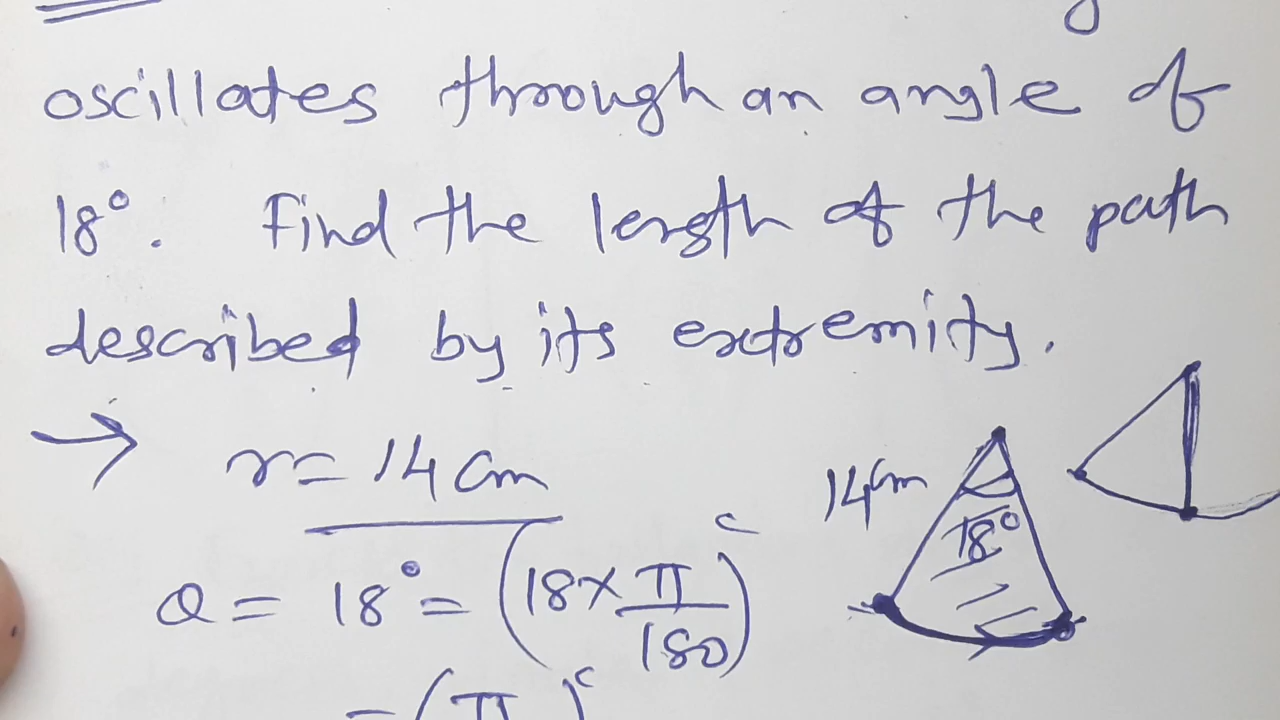 oscillates through an angle of
18°. Find the length of the path
described by its extremity.
→ r = 14 cm
14cm
18°
θ = 18° = (18 × π/180)ᶜ
= (π )ᶜ